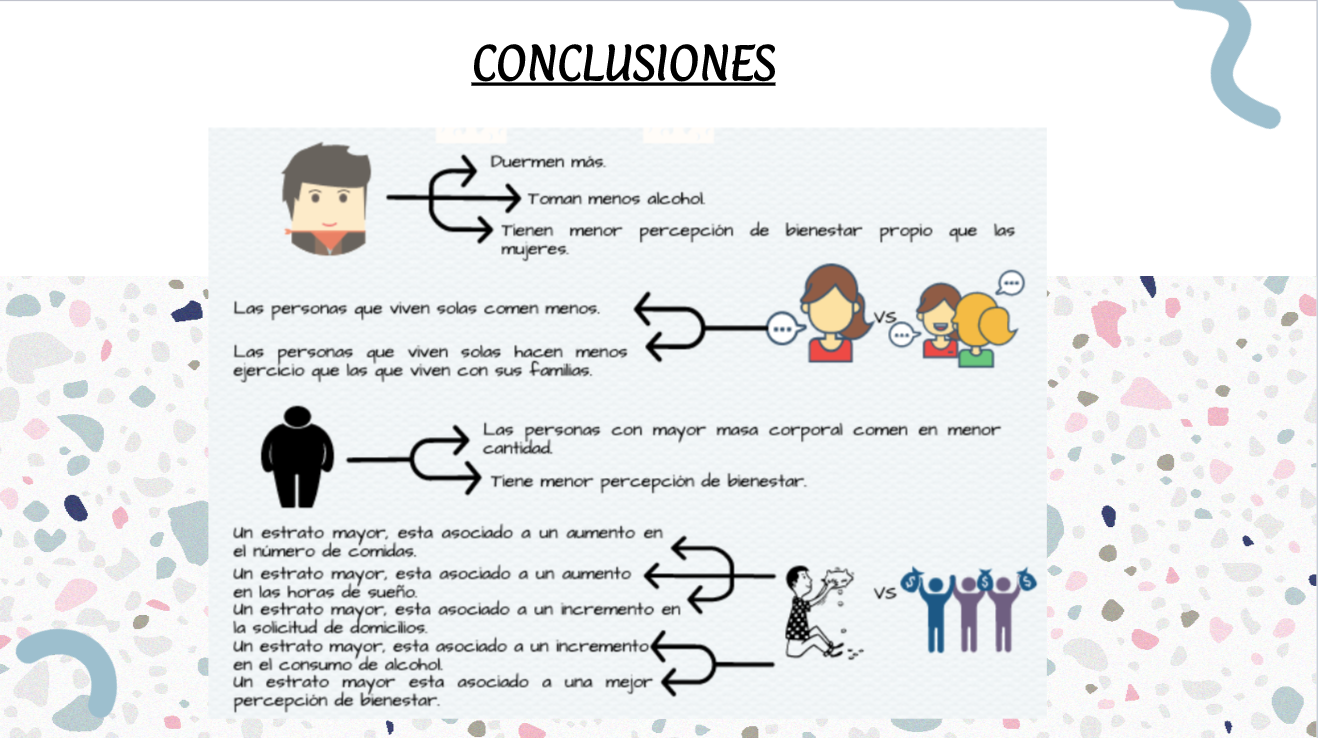 CONCLUSIONES
Duermen más.
Toman menos alcohol.
Tienen menor percepción de bienestar propio que las
mujeres.
Las personas que viven solas comen menos.
VS
Las personas que viven solas hacen menos
ejercicio que las que viven con sus familias.
Las personas con mayor masa corporal comen en menor
cantidad.
Tiene menor percepción de bienestar.
Un estrato mayor, esta asociado a un aumento en
el número de comidas.
Un estrato mayor, esta asociado a un aumento
en las horas de sueño.
VS
$ $ $
Un estrato mayor, esta asociado a un incremento en
la solicitud de domicilios.
Un estrato mayor, esta asociado a un incremento
en el consumo de alcohol.
Un estrato mayor esta asociado a una mejor
percepción de bienestar.